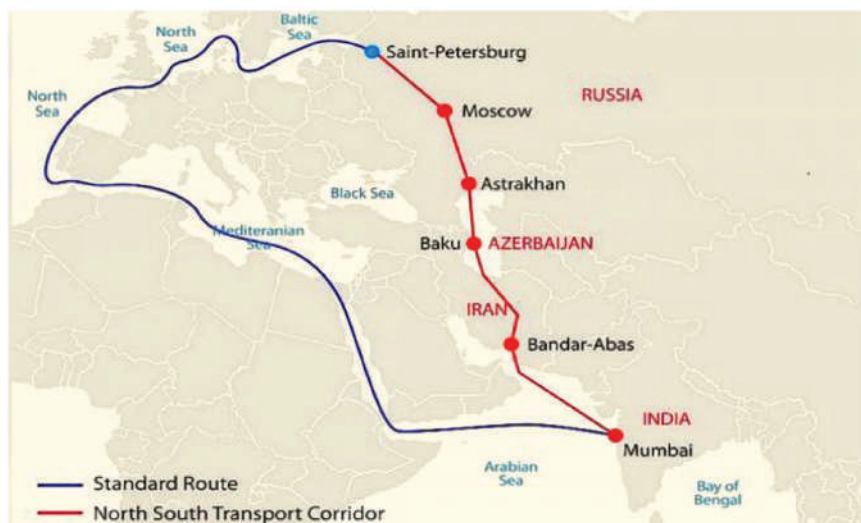 North
Sea
Baltic
Sea
Saint-Petersburg
North
Sea
RUSSIA
Moscow
Astrakhan
Black Sea
Mediteranian
Sea
Baku
AZERBAIJAN
IRAN
Bandar-Abas
INDIA
Mumbai
Arabian
Sea
Bay of
Bengal
Standard Route
North South Transport Corridor